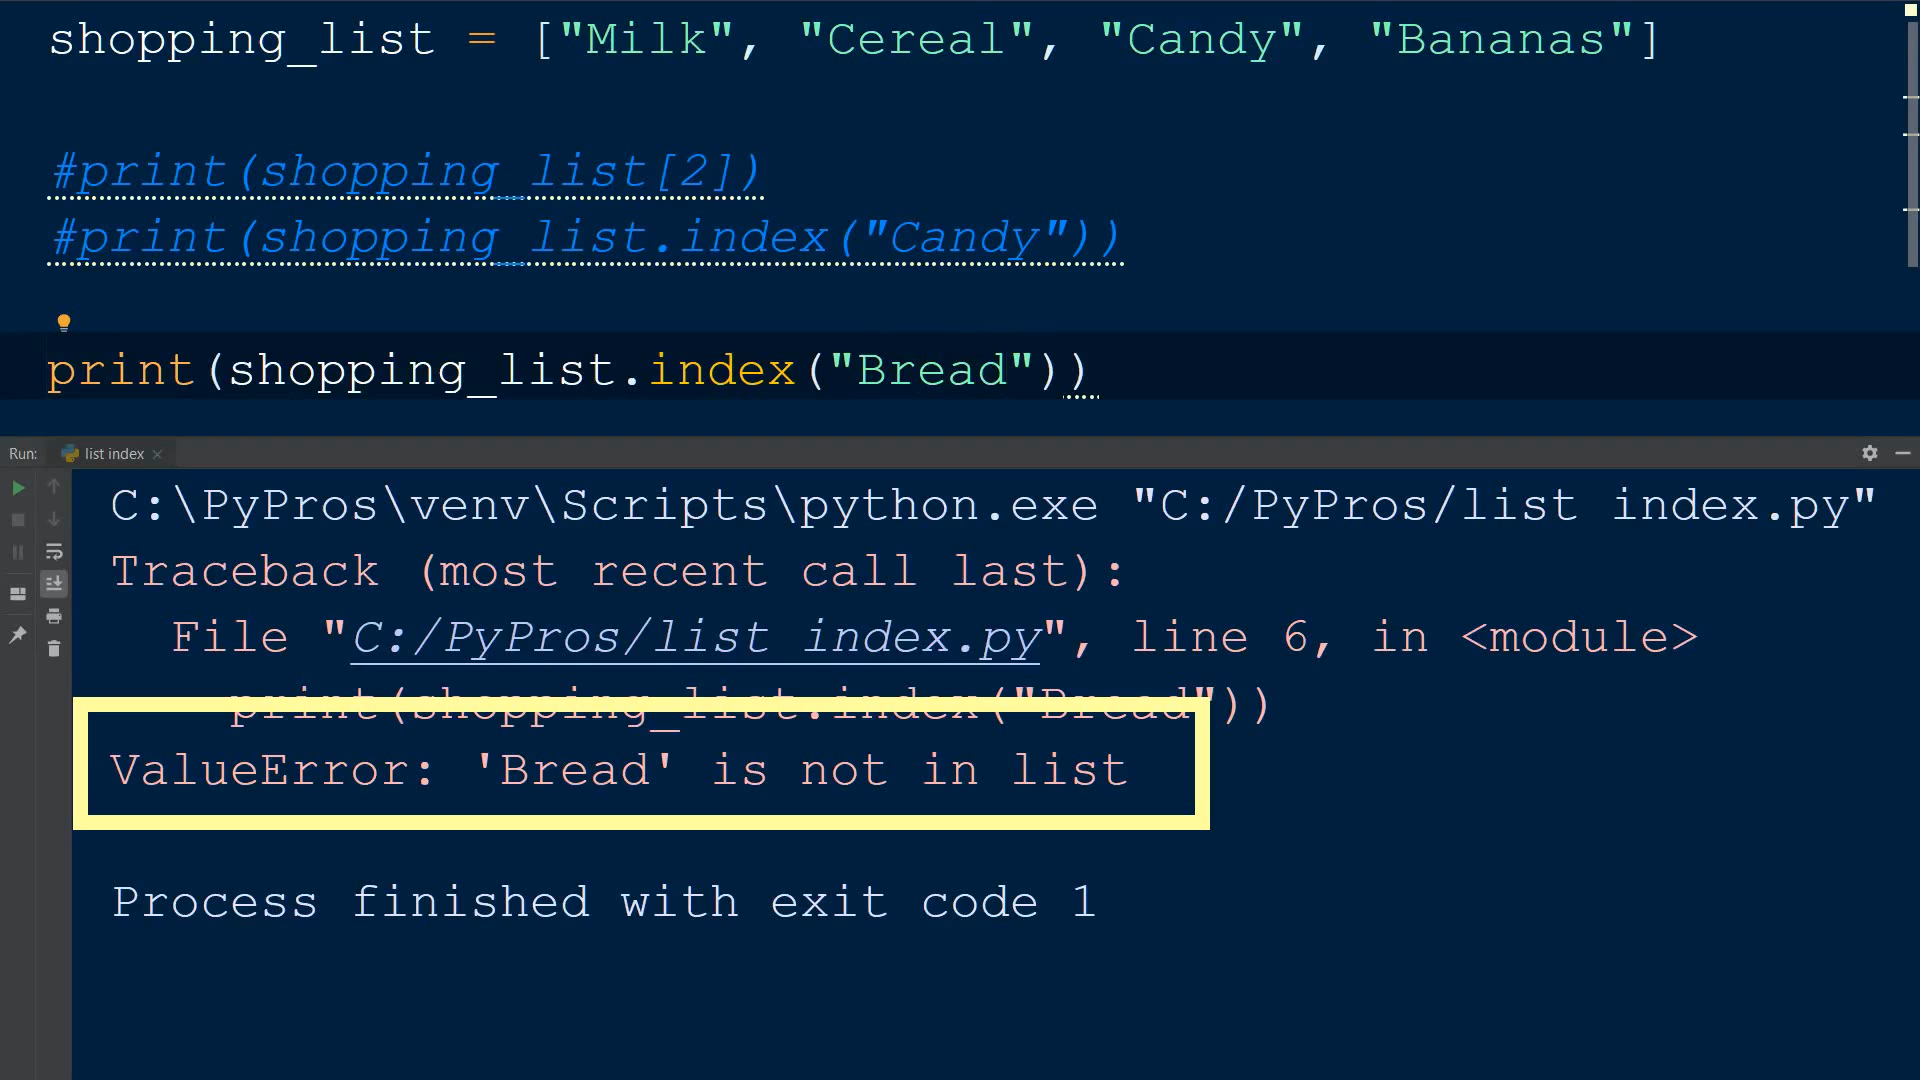 shopping_list = ["Milk", "Cereal", "Candy", "Bananas"]
#print(shopping_list[2])
#print(shopping_list.index("Candy"))
print(shopping_list.index("Bread"))
Run: list index
C:\PyPros\venv\Scripts\python.exe "C:/PyPros/list index.py"
Traceback (most recent call last):
File "C:/PyPros/list index.py", line 6, in <module>
print(shopping_list.index("Bread"))
ValueError: 'Bread' is not in list
Process finished with exit code 1